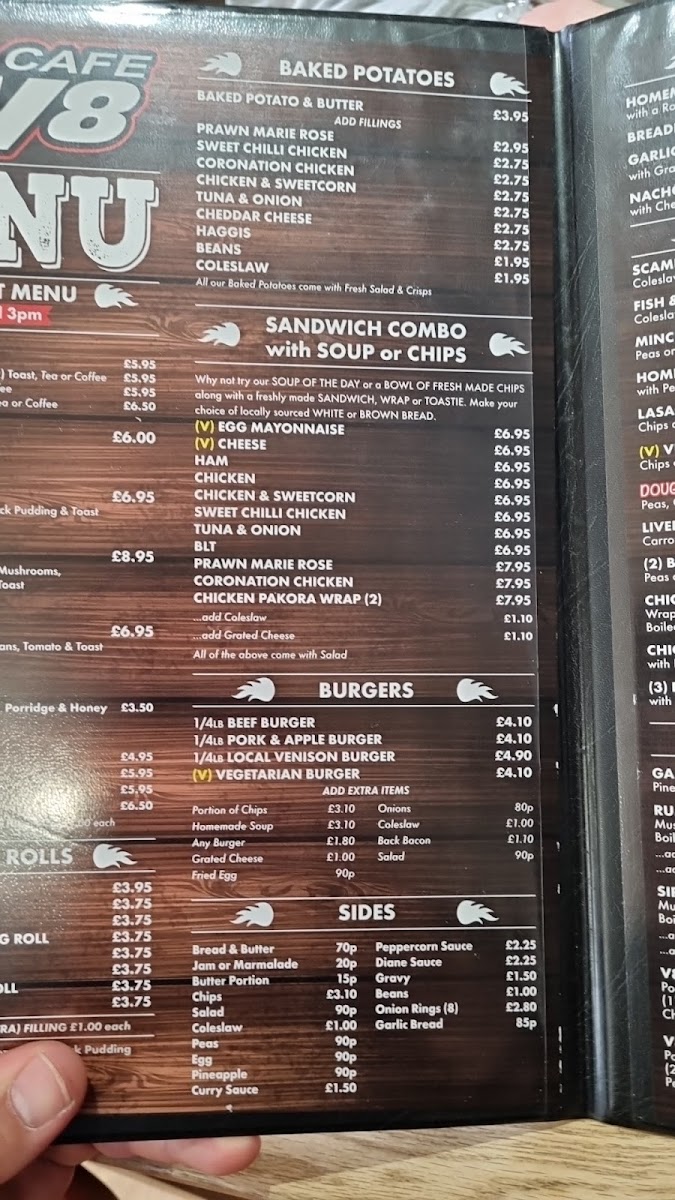 CAFE
V8
NU
T MENU
l 3pm
£5.95
) Toast, Tea or Coffee £5.95
ee £5.95
ea or Coffee £6.50
£6.00
£6.95
ck Pudding & Toast
£8.95
Mushrooms,
Toast
£6.95
ans, Tomato & Toast
Porridge & Honey £3.50
£4.95
£5.95
£5.95
£6.50
£1.00 each
ROLLS
£3.95
£3.75
£3.75
G ROLL £3.75
£3.75
£3.75
OLL £3.75
£3.75
RA) FILLING £1.00 each
k Pudding
BAKED POTATOES
BAKED POTATO & BUTTER £3.95
ADD FILLINGS
PRAWN MARIE ROSE £2.95
SWEET CHILLI CHICKEN £2.75
CORONATION CHICKEN £2.75
CHICKEN & SWEETCORN £2.75
TUNA & ONION £2.75
CHEDDAR CHEESE £2.75
HAGGIS £2.75
BEANS £1.95
COLESLAW £1.95
All our Baked Potatoes come with Fresh Salad & Crisps
SANDWICH COMBO
with SOUP or CHIPS
Why not try our SOUP OF THE DAY or a BOWL OF FRESH MADE CHIPS
along with a freshly made SANDWICH, WRAP or TOASTIE. Make your
choice of locally sourced WHITE or BROWN BREAD.
(V) EGG MAYONNAISE £6.95
(V) CHEESE £6.95
HAM £6.95
CHICKEN £6.95
CHICKEN & SWEETCORN £6.95
SWEET CHILLI CHICKEN £6.95
TUNA & ONION £6.95
BLT £6.95
PRAWN MARIE ROSE £7.95
CORONATION CHICKEN £7.95
CHICKEN PAKORA WRAP (2) £7.95
...add Coleslaw £1.10
...add Grated Cheese £1.10
All of the above come with Salad
BURGERS
1/4LB BEEF BURGER £4.10
1/4LB PORK & APPLE BURGER £4.10
1/4LB LOCAL VENISON BURGER £4.90
(V) VEGETARIAN BURGER £4.10
ADD EXTRA ITEMS
Portion of Chips £3.10 Onions 80p
Homemade Soup £3.10 Coleslaw £1.00
Any Burger £1.80 Back Bacon £1.10
Grated Cheese £1.00 Salad 90p
Fried Egg 90p
SIDES
Bread & Butter 70p Peppercorn Sauce £2.25
Jam or Marmalade 20p Diane Sauce £2.25
Butter Portion 15p Gravy £1.50
Chips £3.10 Beans £1.00
Salad 90p Onion Rings (8) £2.80
Coleslaw £1.00 Garlic Bread 85p
Peas 90p
Egg 90p
Pineapple 90p
Curry Sauce £1.50
HOMEM
with a Ro
BREAD
GARLIC
with Gra
NACHO
with Che
SCAM
Coleslaw
FISH &
Colesla
MINC
Peas or
HOM
with Pe
LASA
Chips o
(V) V
Chips
DOUG
Peas,
LIVE
Carro
(2) B
Peas
CHIC
Wrap
Boile
CHI
with
(3)
with
GA
Pine
RU
Mus
Boil
...a
...a
SI
Mu
Bo
...a
...a
V8
Po
(1
Ch
V
Po
(2
Pe